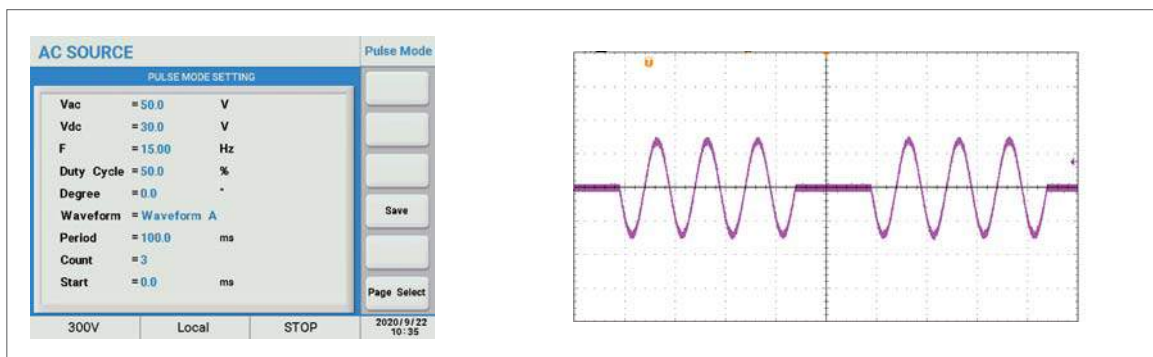 AC SOURCE
Pulse Mode
PULSE MODE SETTING
Vac = 50.0 V
Vdc = 30.0 V
F = 15.00 Hz
Duty Cycle = 50.0 %
Degree = 0.0 °
Waveform = Waveform A
Period = 100.0 ms
Count = 3
Start = 0.0 ms
Save
Page Select
300V Local STOP 2020/9/22
10:35